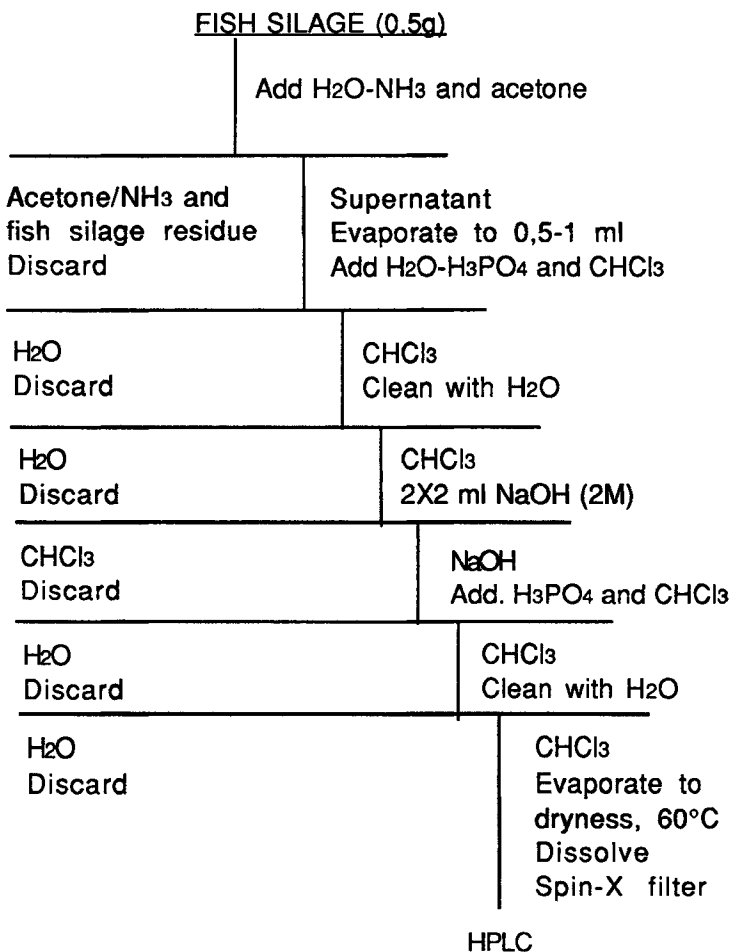 FISH SILAGE (0.5g)
Add H2O-NH3 and acetone
Acetone/NH3 and
fish silage residue
Discard
Supernatant
Evaporate to 0,5-1 ml
Add H2O-H3PO4 and CHCl3
H2O
Discard
CHCl3
Clean with H2O
H2O
Discard
CHCl3
2X2 ml NaOH (2M)
CHCl3
Discard
NaOH
Add. H3PO4 and CHCl3
H2O
Discard
CHCl3
Clean with H2O
H2O
Discard
CHCl3
Evaporate to
dryness, 60°C
Dissolve
Spin-X filter
HPLC